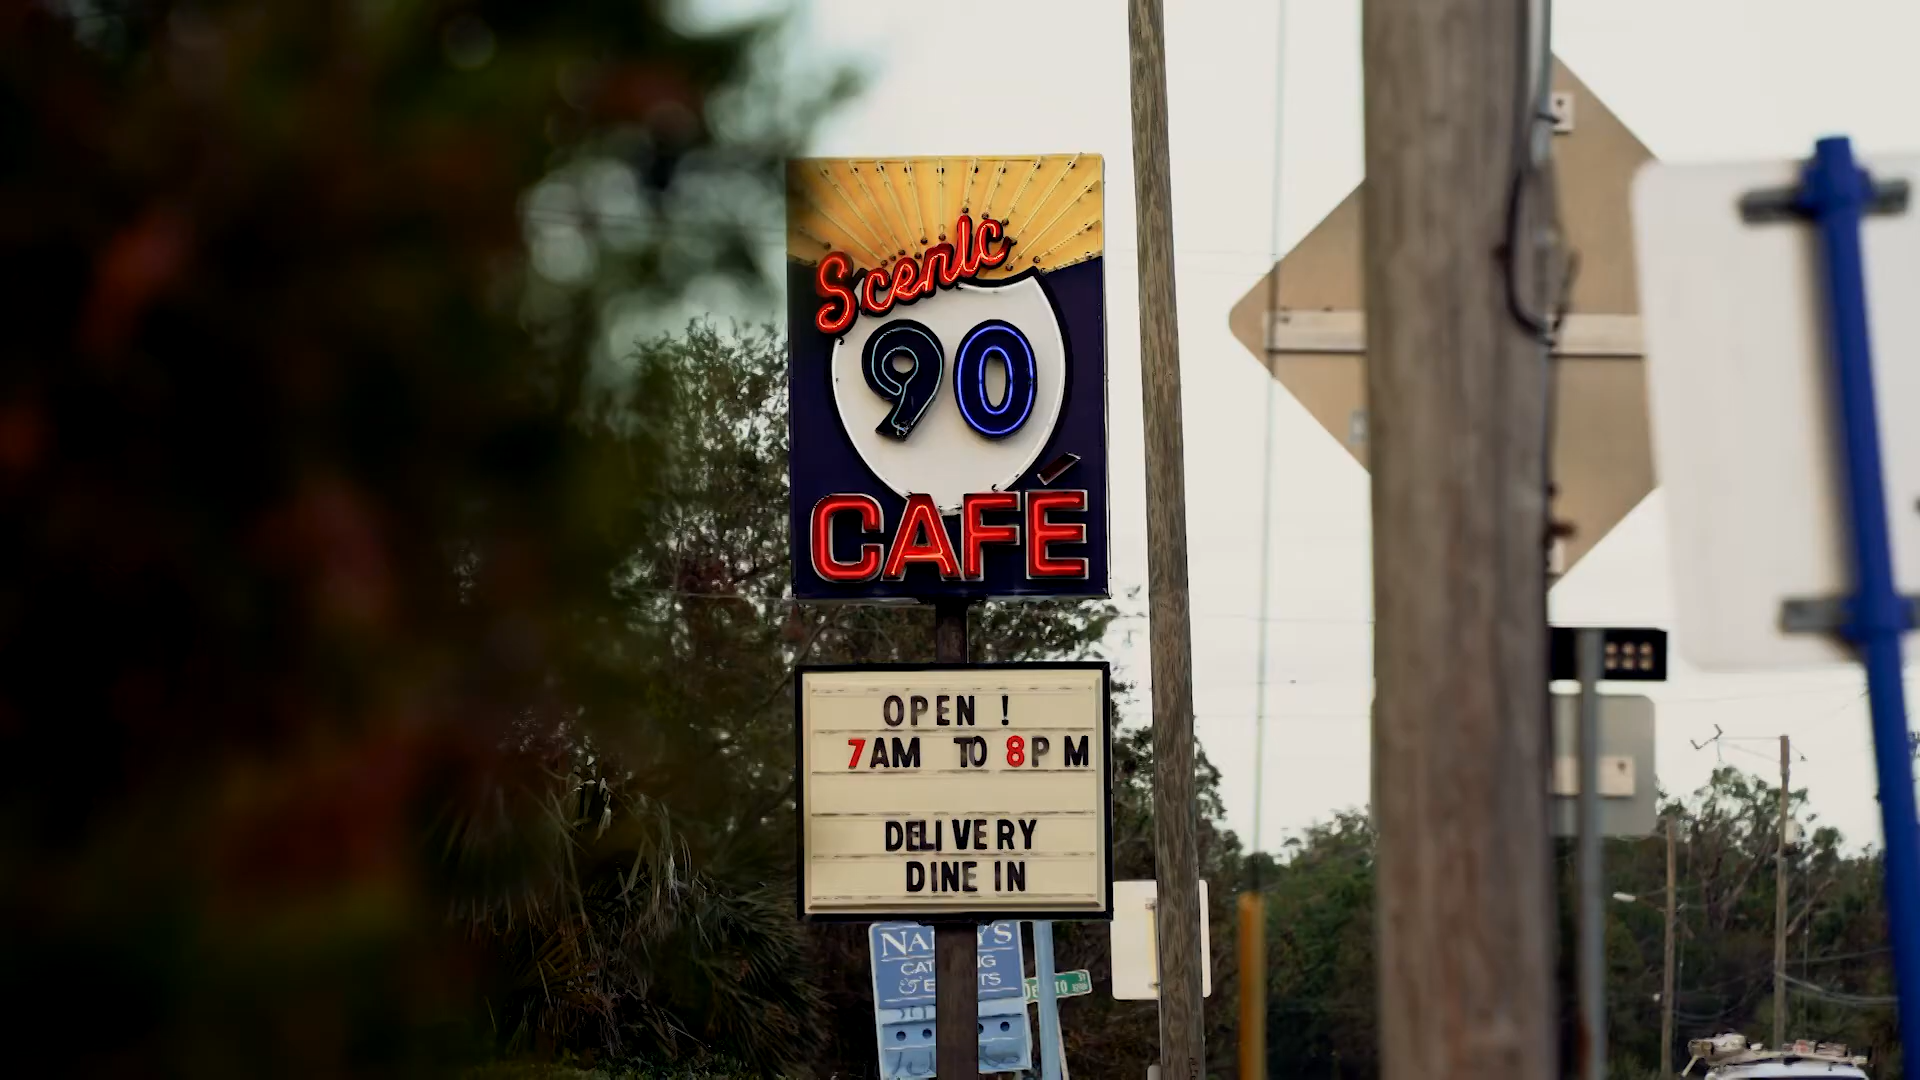 Scenic
90
CAFÉ
OPEN !
7AM TO 8PM
DELIVERY
DINE IN